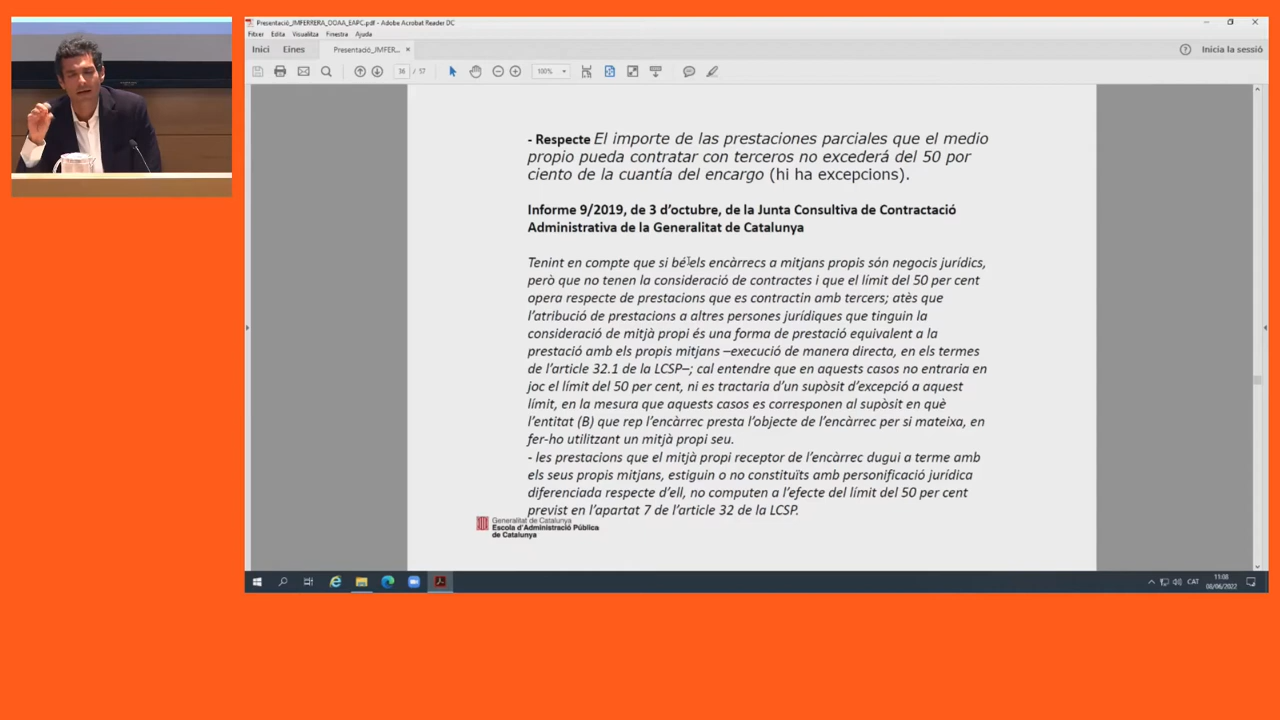 Presentació_JMFERRERA_OOAA_EAPC.pdf - Adobe Acrobat Reader DC
Fitxer Edita Visualitza Finestra Ajuda
Inici Eines Presentació_JMFER... × Inicia la sessió
36 / 57 100%
- Respecte El importe de las prestaciones parciales que el medio
propio pueda contratar con terceros no excederá del 50 por
ciento de la cuantía del encargo (hi ha excepcions).
Informe 9/2019, de 3 d'octubre, de la Junta Consultiva de Contractació
Administrativa de la Generalitat de Catalunya
Tenint en compte que si bé els encàrrecs a mitjans propis són negocis jurídics,
però que no tenen la consideració de contractes i que el límit del 50 per cent
opera respecte de prestacions que es contractin amb tercers; atès que
l'atribució de prestacions a altres persones jurídiques que tinguin la
consideració de mitjà propi és una forma de prestació equivalent a la
prestació amb els propis mitjans –execució de manera directa, en els termes
de l'article 32.1 de la LCSP–; cal entendre que en aquests casos no entraria en
joc el límit del 50 per cent, ni es tractaria d'un supòsit d'excepció a aquest
límit, en la mesura que aquests casos es corresponen al supòsit en què
l'entitat (B) que rep l'encàrrec presta l'objecte de l'encàrrec per si mateixa, en
fer-ho utilitzant un mitjà propi seu.
- les prestacions que el mitjà propi receptor de l'encàrrec dugui a terme amb
els seus propis mitjans, estiguin o no constituïts amb personificació jurídica
diferenciada respecte d'ell, no computen a l'efecte del límit del 50 per cent
previst en l'apartat 7 de l'article 32 de la LCSP.
Generalitat de Catalunya
Escola d'Administració Pública
de Catalunya
CAT
11:08
08/06/2022